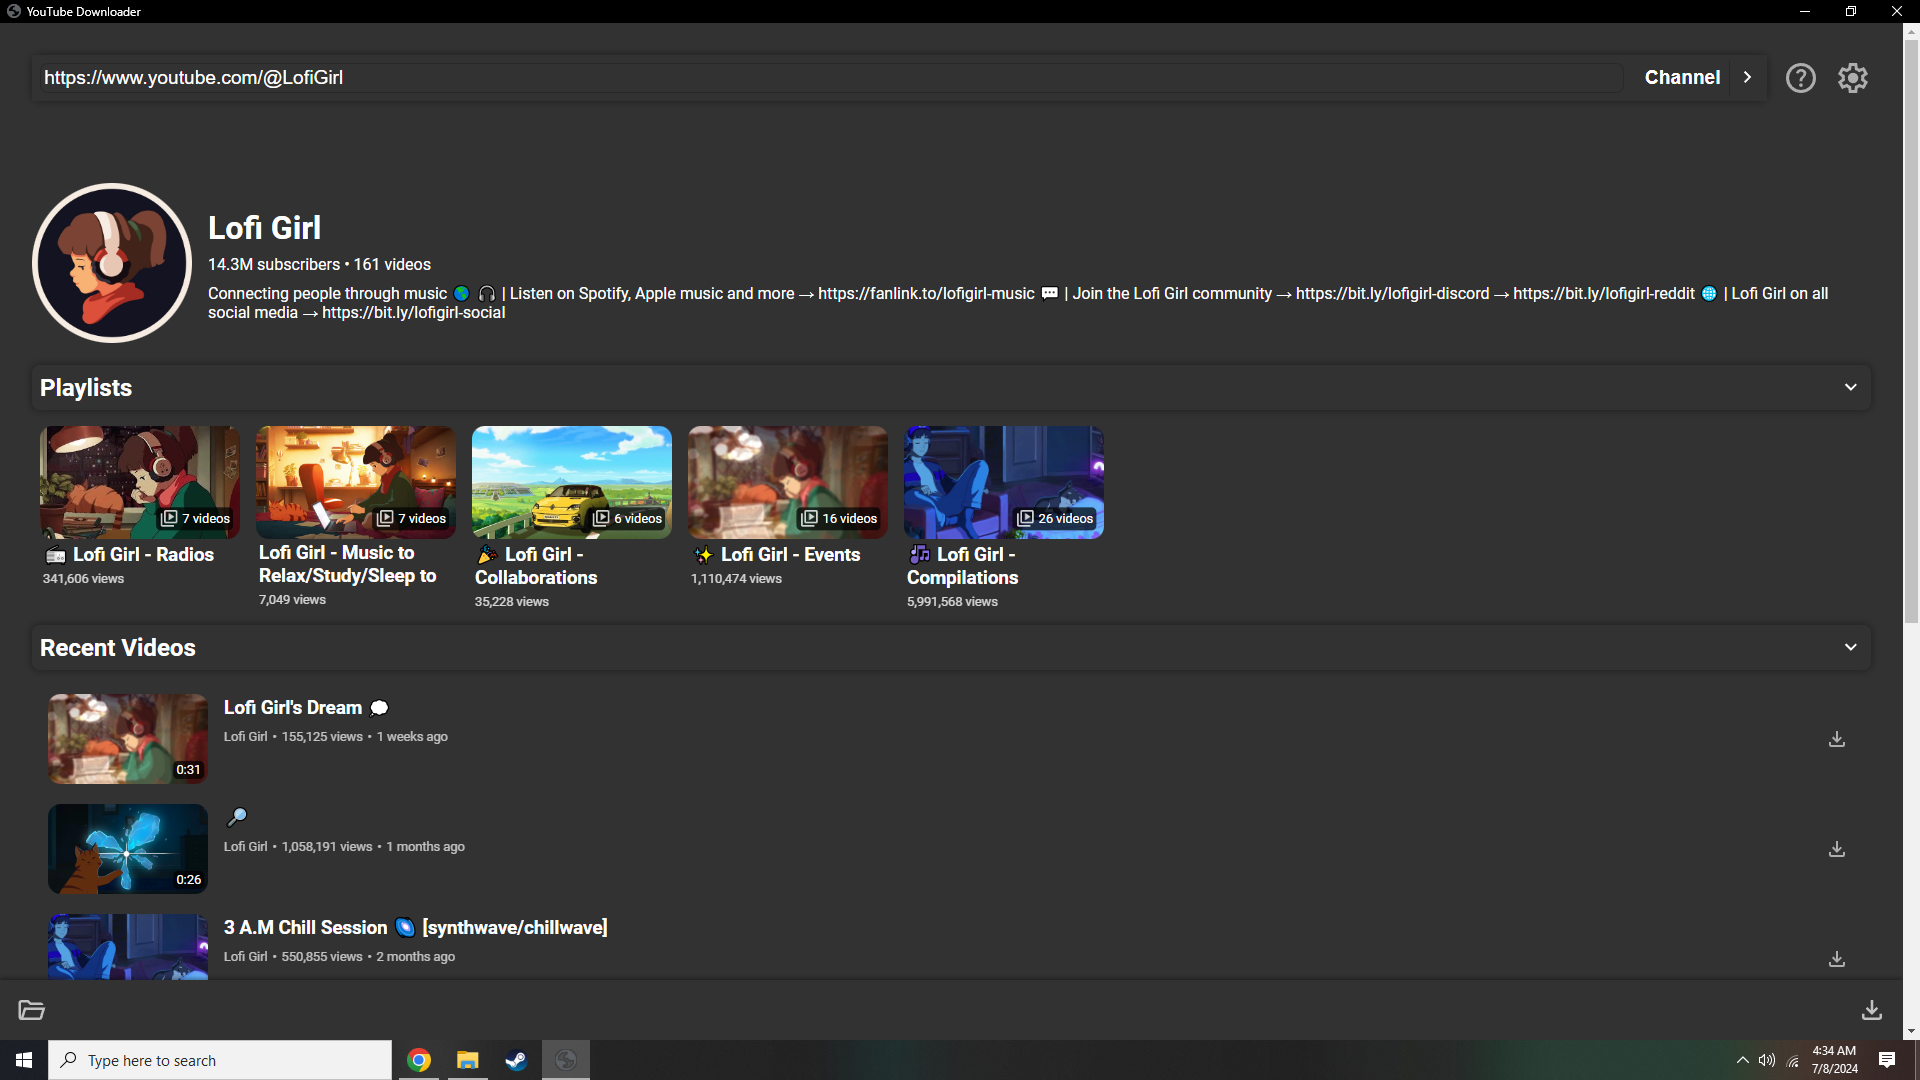 YouTube Downloader
https://www.youtube.com/@LofiGirl
Channel
Lofi Girl
14.3M subscribers • 161 videos
Connecting people through music 🌎 🎧 | Listen on Spotify, Apple music and more → https://fanlink.to/lofigirl-music 💬 | Join the Lofi Girl community → https://bit.ly/lofigirl-discord → https://bit.ly/lofigirl-reddit 🌐 | Lofi Girl on all
social media → https://bit.ly/lofigirl-social
Playlists
7 videos
7 videos
6 videos
16 videos
26 videos
📻 Lofi Girl - Radios
341,606 views
Lofi Girl - Music to
Relax/Study/Sleep to
7,049 views
🎉 Lofi Girl -
Collaborations
35,228 views
✨ Lofi Girl - Events
1,110,474 views
🎶 Lofi Girl -
Compilations
5,991,568 views
Recent Videos
Lofi Girl's Dream 💭
Lofi Girl • 155,125 views • 1 weeks ago
0:31
🔎
Lofi Girl • 1,058,191 views • 1 months ago
0:26
3 A.M Chill Session 🌌 [synthwave/chillwave]
Lofi Girl • 550,855 views • 2 months ago
Type here to search
4:34 AM
7/8/2024